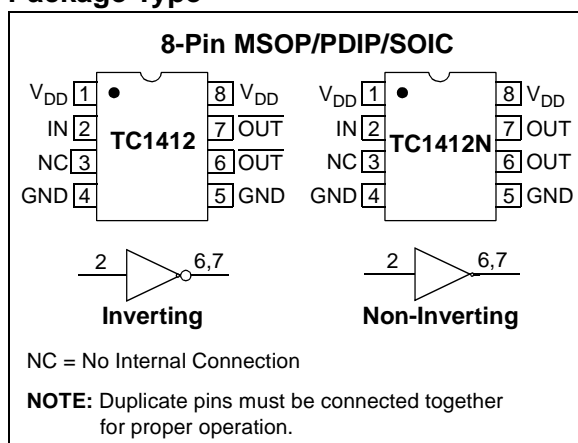 Package Type
8-Pin MSOP/PDIP/SOIC
VDD 1 8 VDD VDD 1 8 VDD
IN 2 TC1412 7 OUT IN 2 TC1412N 7 OUT
NC 3 6 OUT NC 3 6 OUT
GND 4 5 GND GND 4 5 GND
2 6,7 2 6,7
Inverting Non-Inverting
NC = No Internal Connection
NOTE: Duplicate pins must be connected together
for proper operation.